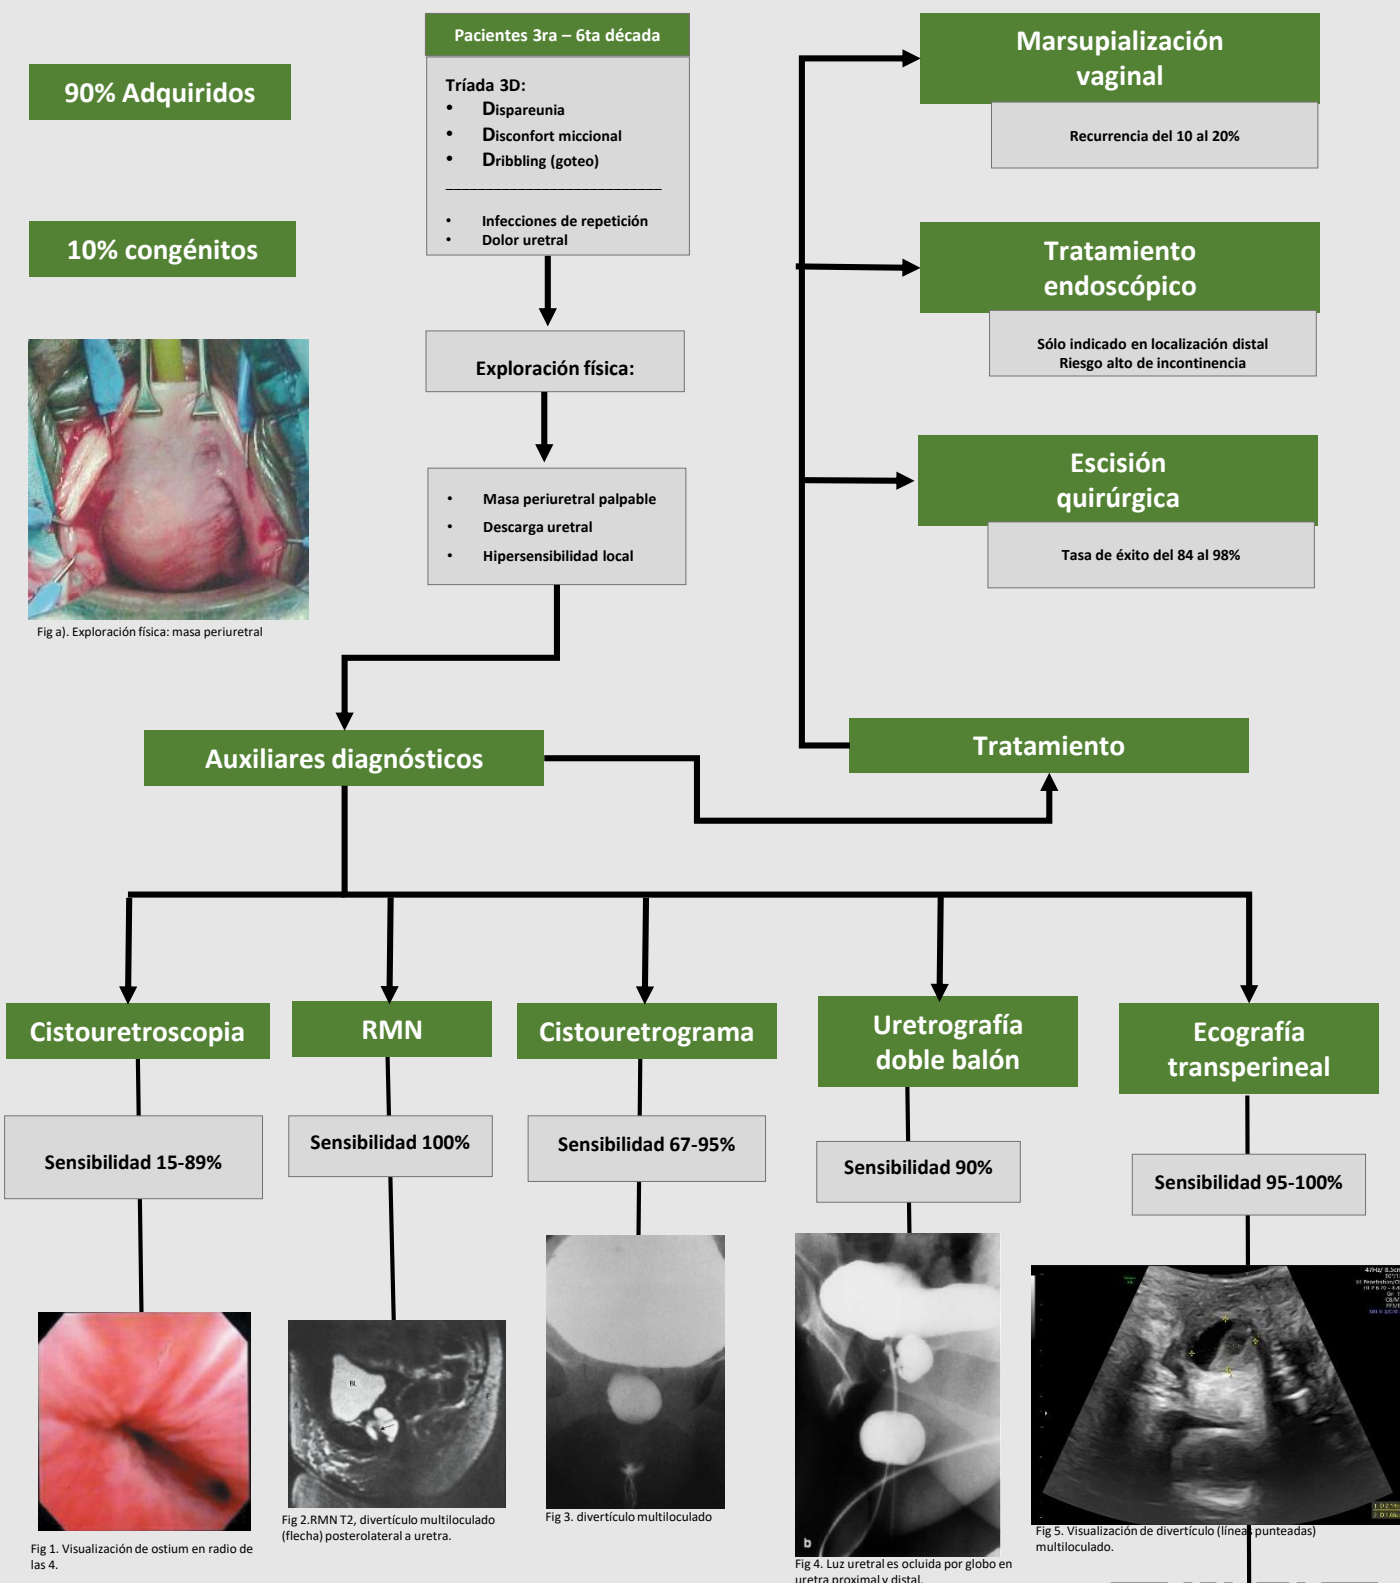 90% Adquiridos
10% congénitos
Fig a). Exploración física: masa periuretral
Pacientes 3ra – 6ta década
Tríada 3D:
• Dispareunia
• Disconfort miccional
• Dribbling (goteo)
• Infecciones de repetición
• Dolor uretral
Exploración física:
• Masa periuretral palpable
• Descarga uretral
• Hipersensibilidad local
Marsupialización
vaginal
Recurrencia del 10 al 20%
Tratamiento
endoscópico
Sólo indicado en localización distal
Riesgo alto de incontinencia
Escisión
quirúrgica
Tasa de éxito del 84 al 98%
Auxiliares diagnósticos
Tratamiento
Cistouretroscopia
Sensibilidad 15-89%
Fig 1. Visualización de ostium en radio de
las 4.
RMN
Sensibilidad 100%
BL
A
Fig 2.RMN T2, divertículo multiloculado
(flecha) posterolateral a uretra.
Cistouretrograma
Sensibilidad 67-95%
Fig 3. divertículo multiloculado
Uretrografía
doble balón
Sensibilidad 90%
b
Fig 4. Luz uretral es ocluida por globo en
uretra proximal y distal.
Ecografía
transperineal
Sensibilidad 95-100%
47Hz/ 8.5cm
Fig 5. Visualización de divertículo (líneas punteadas)
multiloculado.